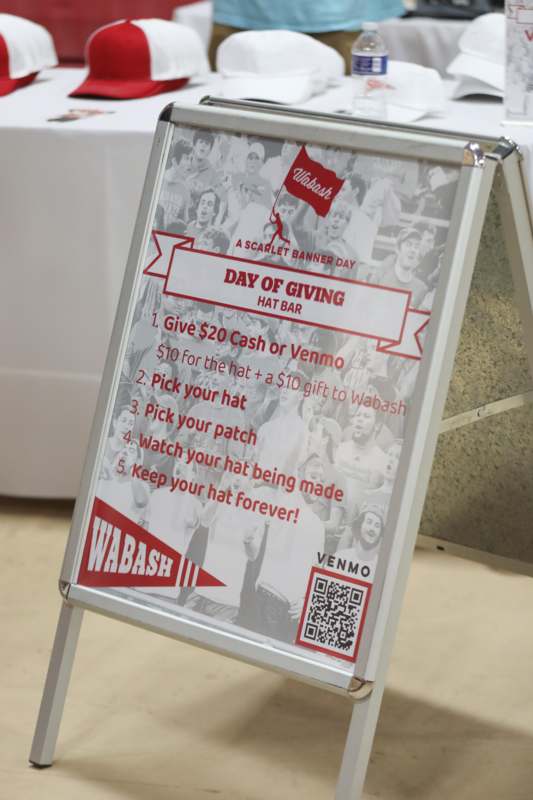 Wabash
A SCARLET BANNER DAY
DAY OF GIVING
HAT BAR
1. Give $20 Cash or Venmo
$10 for the hat + a $10 gift to Wabash
2. Pick your hat
3. Pick your patch
4. Watch your hat being made
5. Keep your hat forever!
WABASH
VENMO